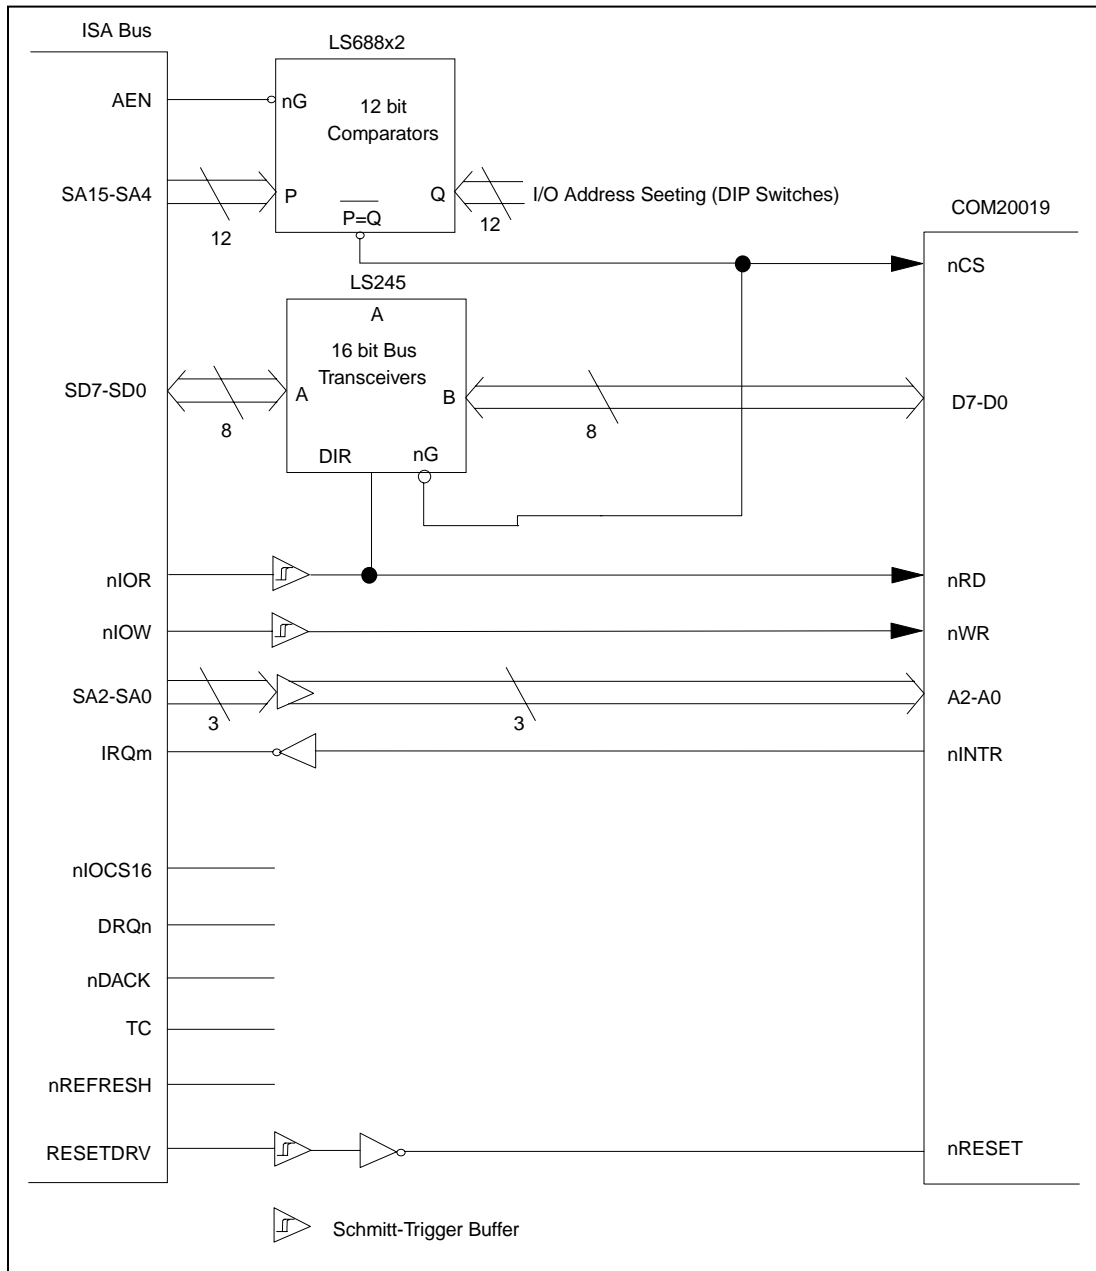 ISA Bus
LS688x2
AEN
nG
12 bit
Comparators
SA15-SA4
P
Q
I/O Address Seeting (DIP Switches)
P=Q
12
12
COM20019
nCS
LS245
A
16 bit Bus
Transceivers
SD7-SD0
A
B
D7-D0
8
8
DIR
nG
nIOR
nRD
nIOW
nWR
SA2-SA0
A2-A0
3
3
IRQm
nINTR
nIOCS16
DRQn
nDACK
TC
nREFRESH
RESETDRV
nRESET
Schmitt-Trigger Buffer